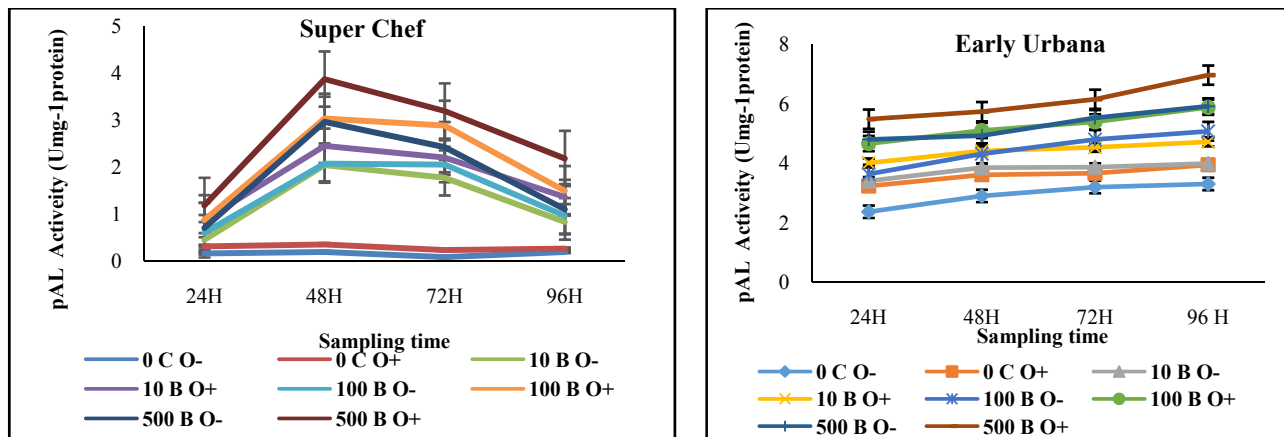 Super Chef
pAL Activeity (Umg-1protein)
5
4
3
2
1
0
24H 48H 72H 96H
Sampling time
0 C O- 0 C O+ 10 B O-
10 B O+ 100 B O- 100 B O+
500 B O- 500 B O+
Early Urbana
pAL Activeity (Umg-1protein)
8
6
4
2
0
24H 48H 72H 96 H
Sampling time
0 C O- 0 C O+ 10 B O-
10 B O+ 100 B O- 100 B O+
500 B O- 500 B O+